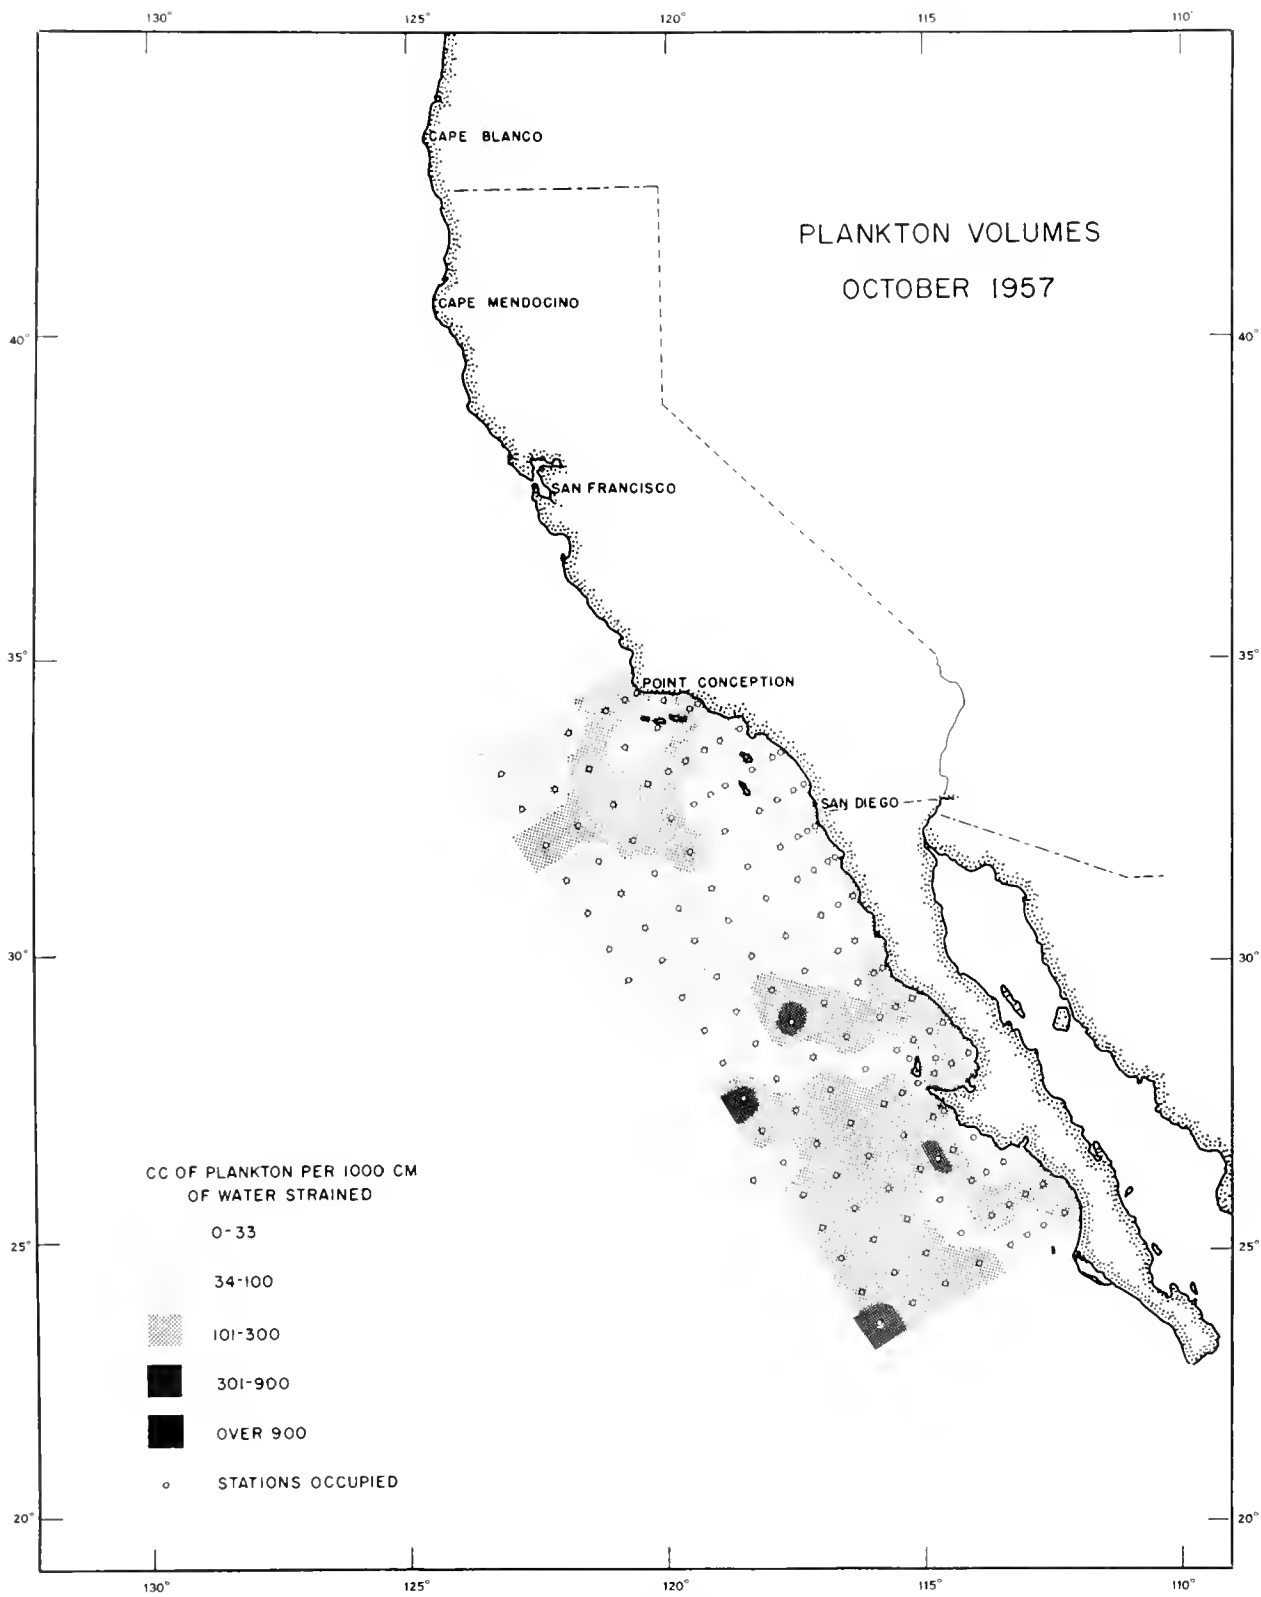 130° 125° 120° 115 110'
CAPE BLANCO
PLANKTON VOLUMES
OCTOBER 1957
CAPE MENDOCINO
40° 40°
SAN FRANCISCO
35° 35°
POINT CONCEPTION
SAN DIEGO
30° 30°
CC OF PLANKTON PER 1000 CM
OF WATER STRAINED
0-33
25° 25°
34-100
101-300
301-900
OVER 900
STATIONS OCCUPIED
20° 20°
130° 125° 120° 115° 110°